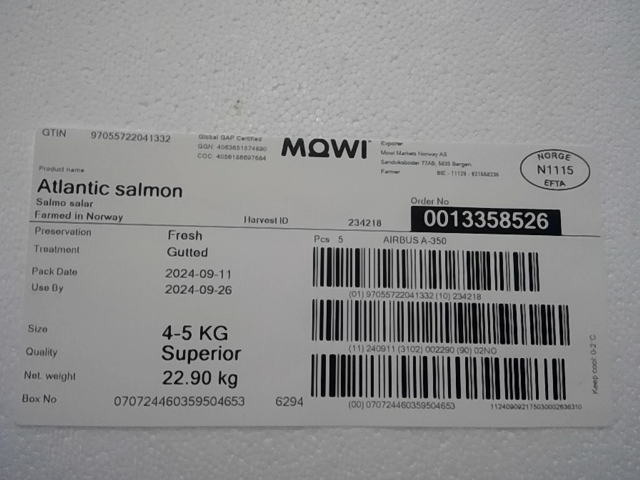 GTIN 97055722041332
Global GAP Certified
GGN: 4063651874690
COC: 4056186697664
MOWI
Exporter
Mowi Markets Norway AS
Sandviksboder 77AB, 5035 Bergen,
Farmer
NORGE
N1115
EFTA
Product name
Atlantic salmon
Salmo salar
Farmed in Norway
Harvest ID 234218
Order No
0013358526
Preservation Fresh
Treatment Gutted
Pack Date 2024-09-11
Use By 2024-09-26
Size 4-5 KG
Quality Superior
Net. weight 22.90 kg
Box No 070724460359504653 6294
Pcs 5 AIRBUS A-350
(01) 97055722041332 (10) 234218
(11) 240911 (3102) 002290 (90) 02NO
(00) 070724460359504653
Keep cool: 0-2 °C